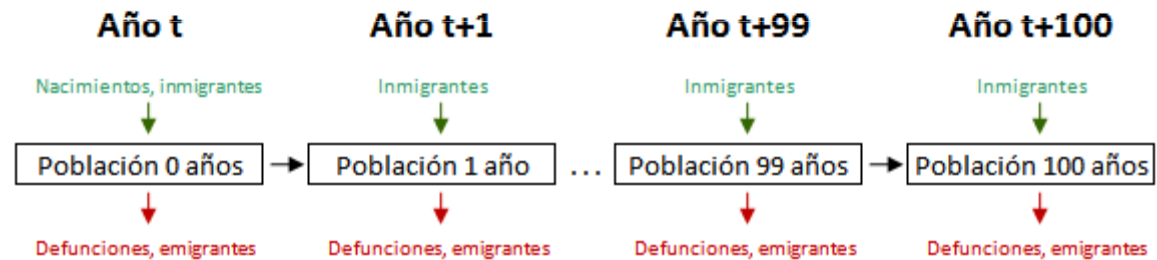 Año t
Año t+1
Año t+99
Año t+100
Nacimientos, inmigrantes
Inmigrantes
Inmigrantes
Inmigrantes
Población 0 años
Población 1 año
...
Población 99 años
Población 100 años
Defunciones, emigrantes
Defunciones, emigrantes
Defunciones, emigrantes
Defunciones, emigrantes